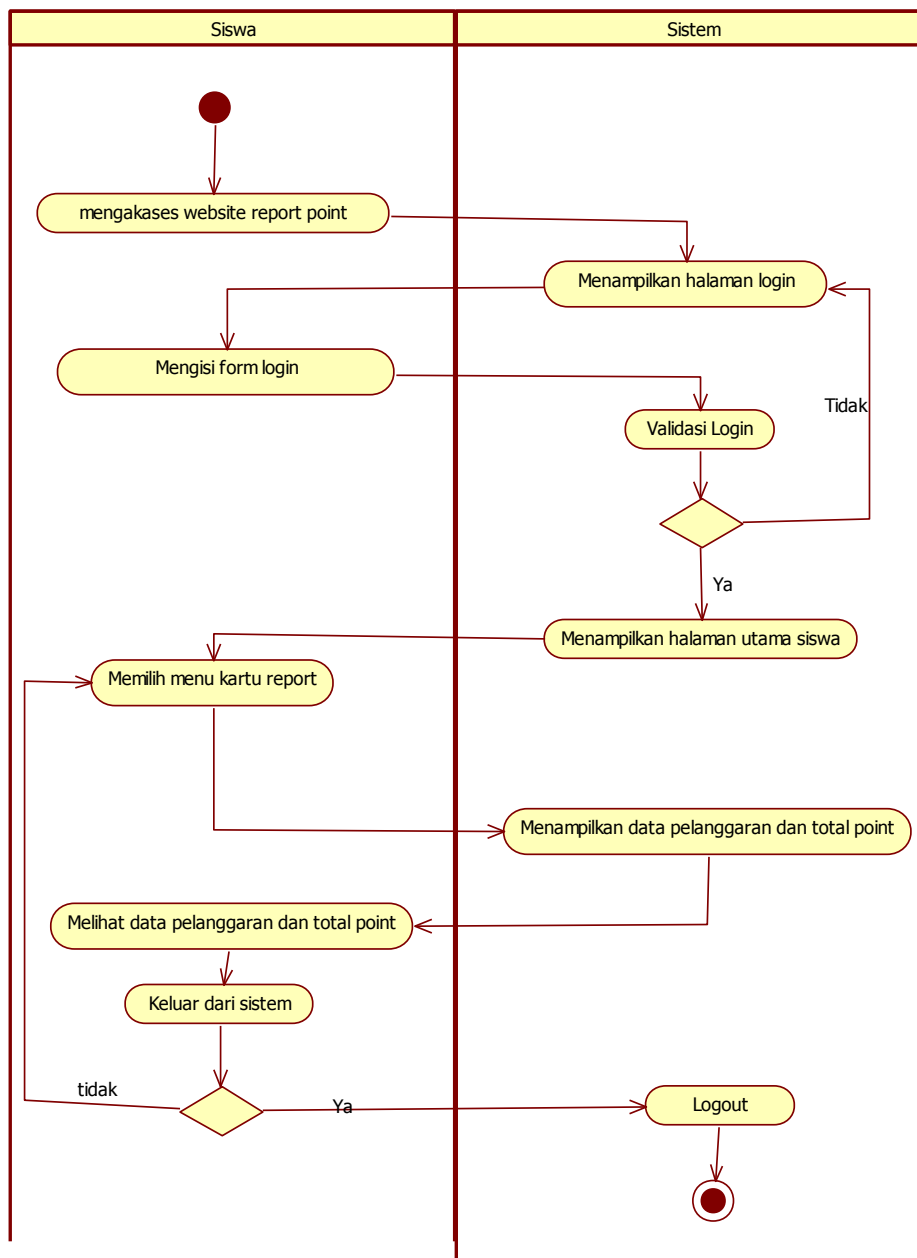 Siswa
Sistem
mengakases website report point
Menampilkan halaman login
Mengisi form login
Tidak
Validasi Login
Ya
Menampilkan halaman utama siswa
Memilih menu kartu report
Menampilkan data pelanggaran dan total point
Melihat data pelanggaran dan total point
Keluar dari sistem
tidak
Ya
Logout